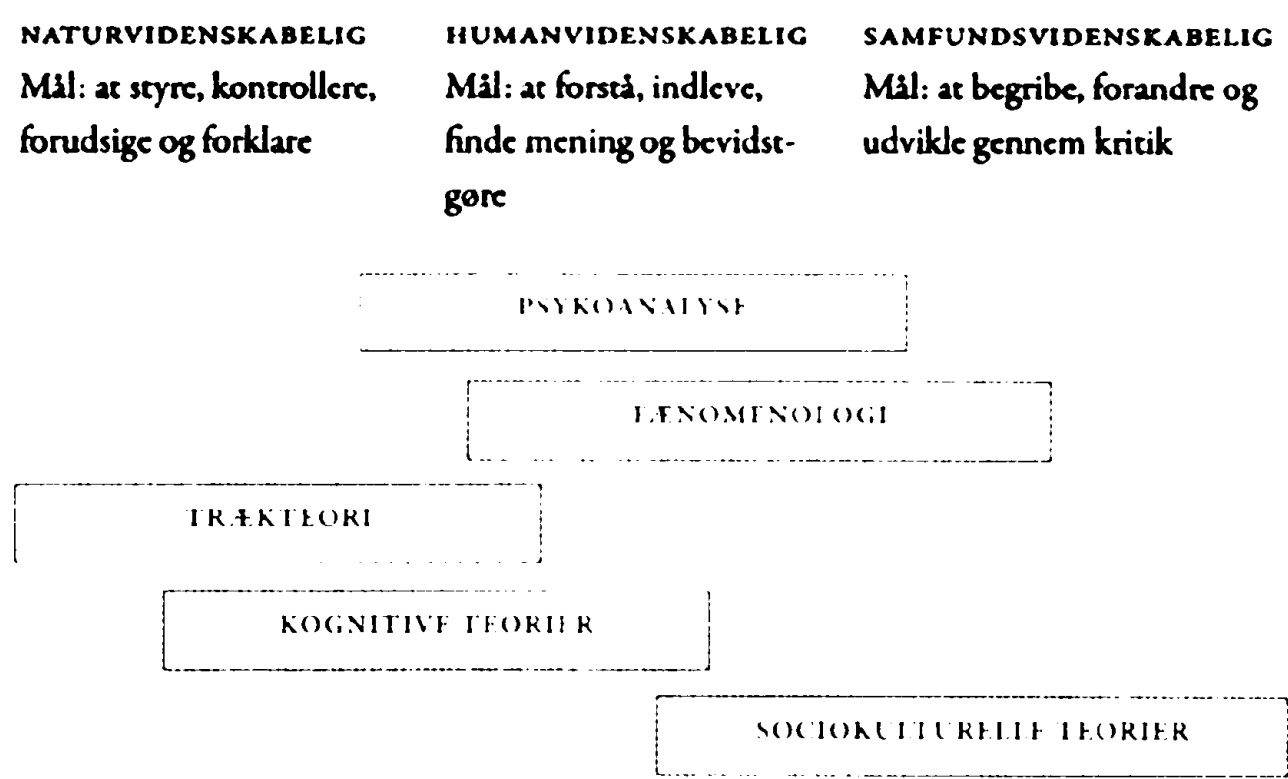 NATURVIDENSKABELIG
Mål: at styre, kontrollere,
forudsige og forklare
HUMANVIDENSKABELIG
Mål: at forstå, indleve,
finde mening og bevidst-
gøre
SAMFUNDSVIDENSKABELIG
Mål: at begribe, forandre og
udvikle gennem kritik
PSYKOANALYSE
FÆNOMENOLOGI
TRÆKTEORI
KOGNITIVE TEORIER
SOCIOKULTURELLE TEORIER